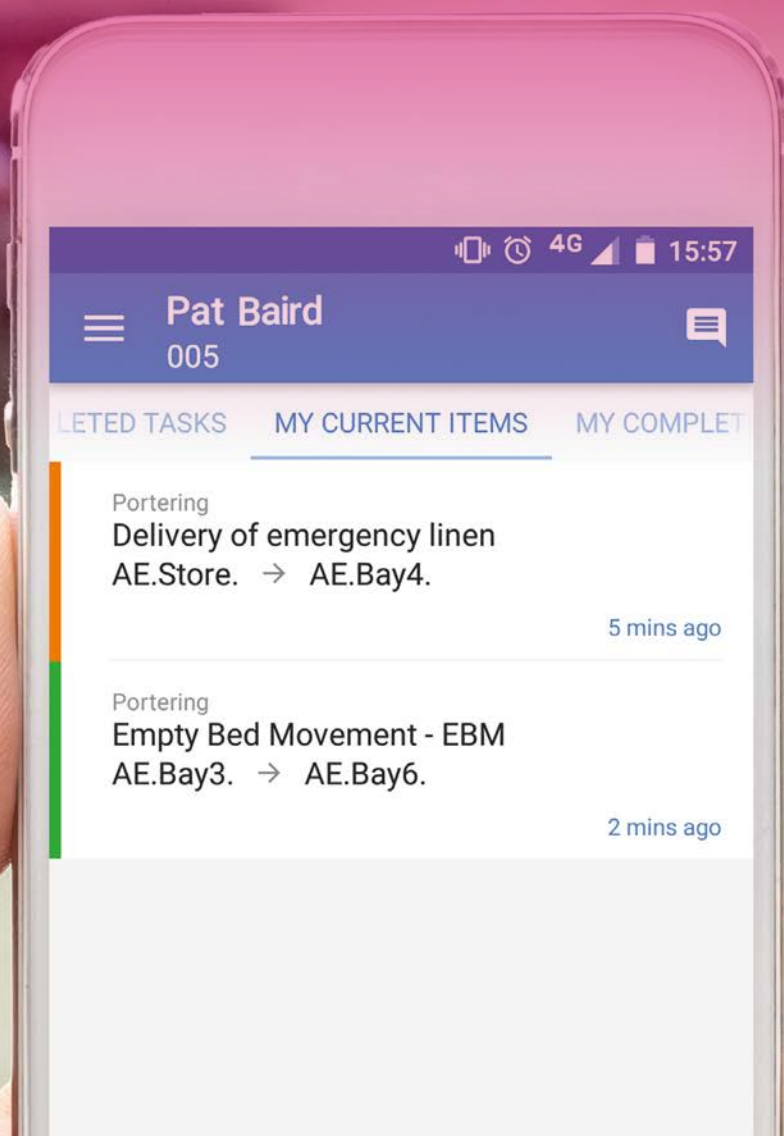 4G 15:57
Pat Baird
005
LETED TASKS MY CURRENT ITEMS MY COMPLET
Portering
Delivery of emergency linen
AE.Store. → AE.Bay4.
5 mins ago
Portering
Empty Bed Movement - EBM
AE.Bay3. → AE.Bay6.
2 mins ago